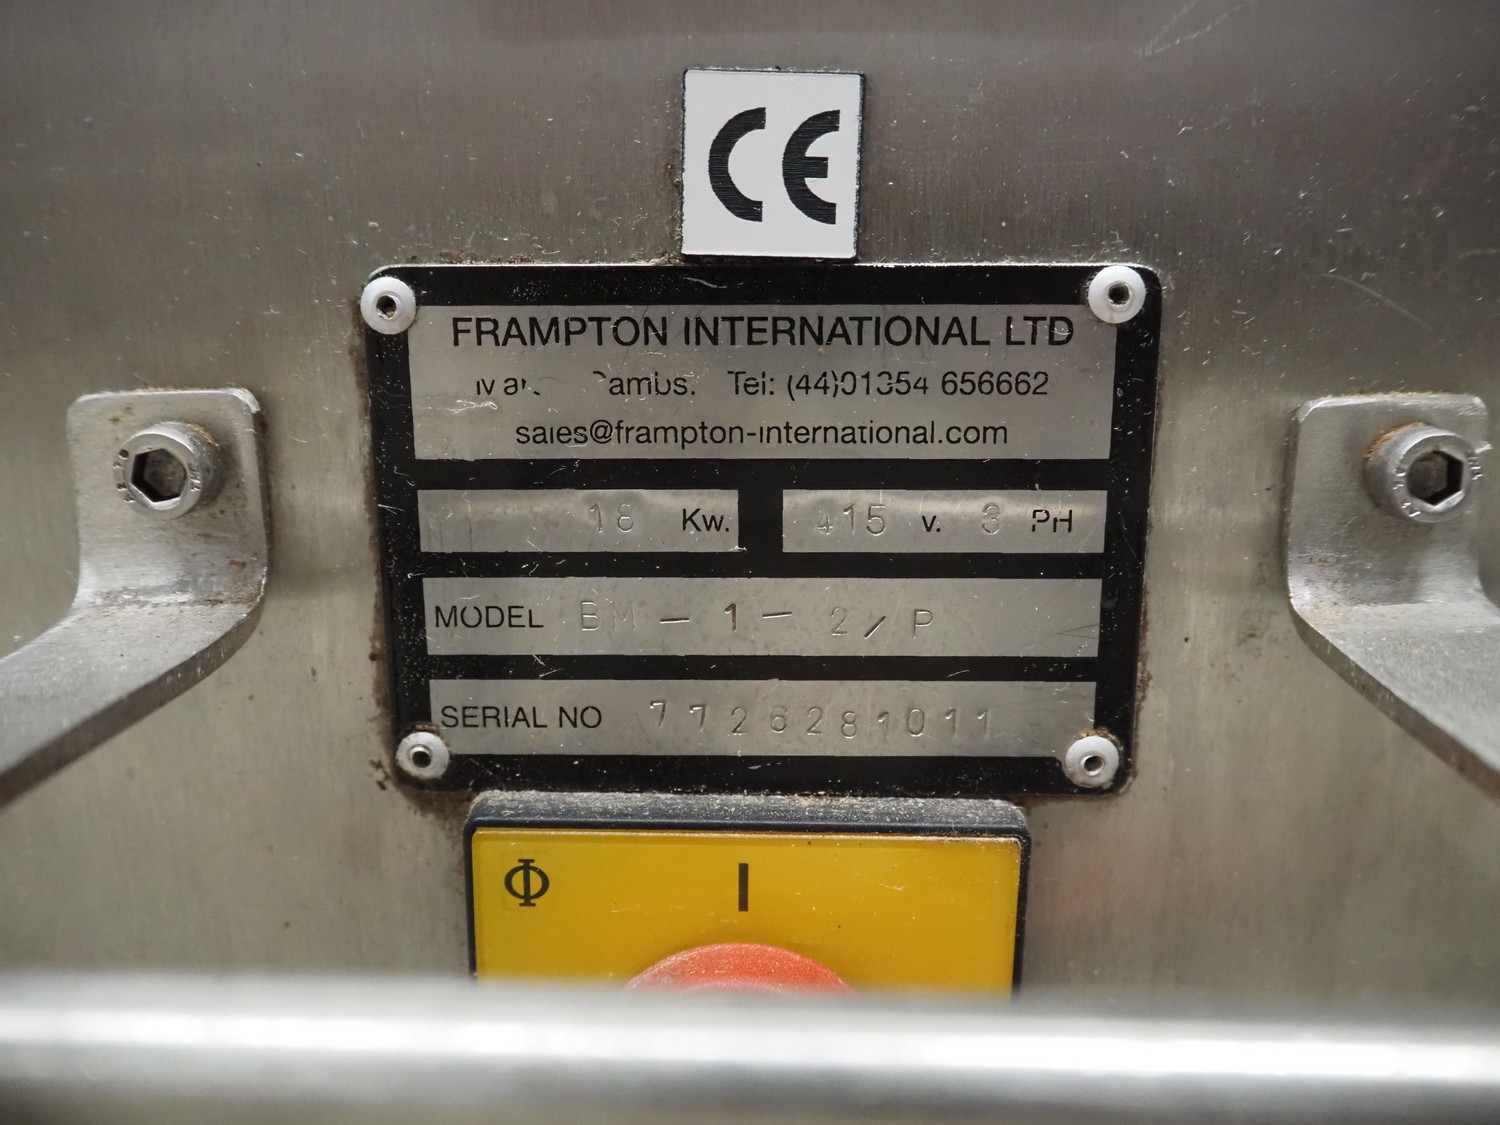 CE
FRAMPTON INTERNATIONAL LTD
Cambs. Tel: (44)01354 656662
sales@frampton-international.com
18 Kw. 415 v. 3 PH
MODEL BM - 1 - 2 / P
SERIAL NO 7726281011
I